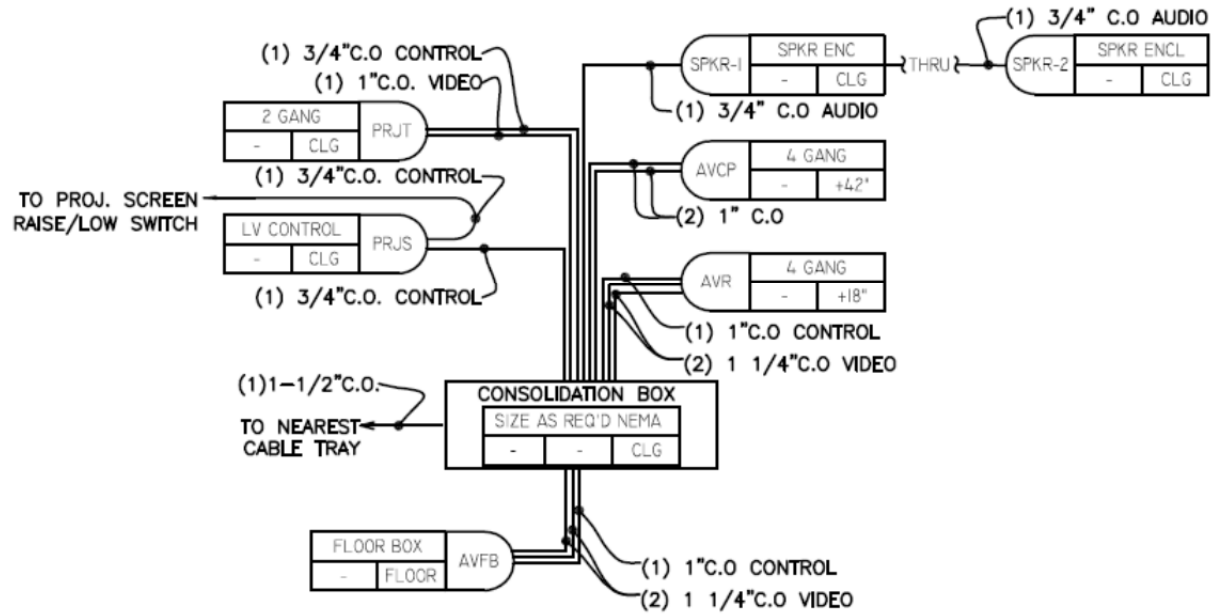 (1) 3/4" C.O AUDIO
(1) 3/4"C.O CONTROL
(1) 1"C.O. VIDEO
SPKR-1
SPKR ENC
-
CLG
THRU
SPKR-2
SPKR ENCL
-
CLG
(1) 3/4" C.O AUDIO
2 GANG
-
CLG
PRJT
(1) 3/4"C.O. CONTROL
AVCP
4 GANG
-
+42"
(2) 1" C.O
TO PROJ. SCREEN
RAISE/LOW SWITCH
LV CONTROL
-
CLG
PRJS
(1) 3/4"C.O. CONTROL
AVR
4 GANG
-
+18"
(1) 1"C.O CONTROL
(2) 1 1/4"C.O VIDEO
(1)1-1/2"C.O.
TO NEAREST
CABLE TRAY
CONSOLIDATION BOX
SIZE AS REQ'D NEMA
-
-
CLG
FLOOR BOX
-
FLOOR
AVFB
(1) 1"C.O CONTROL
(2) 1 1/4"C.O VIDEO